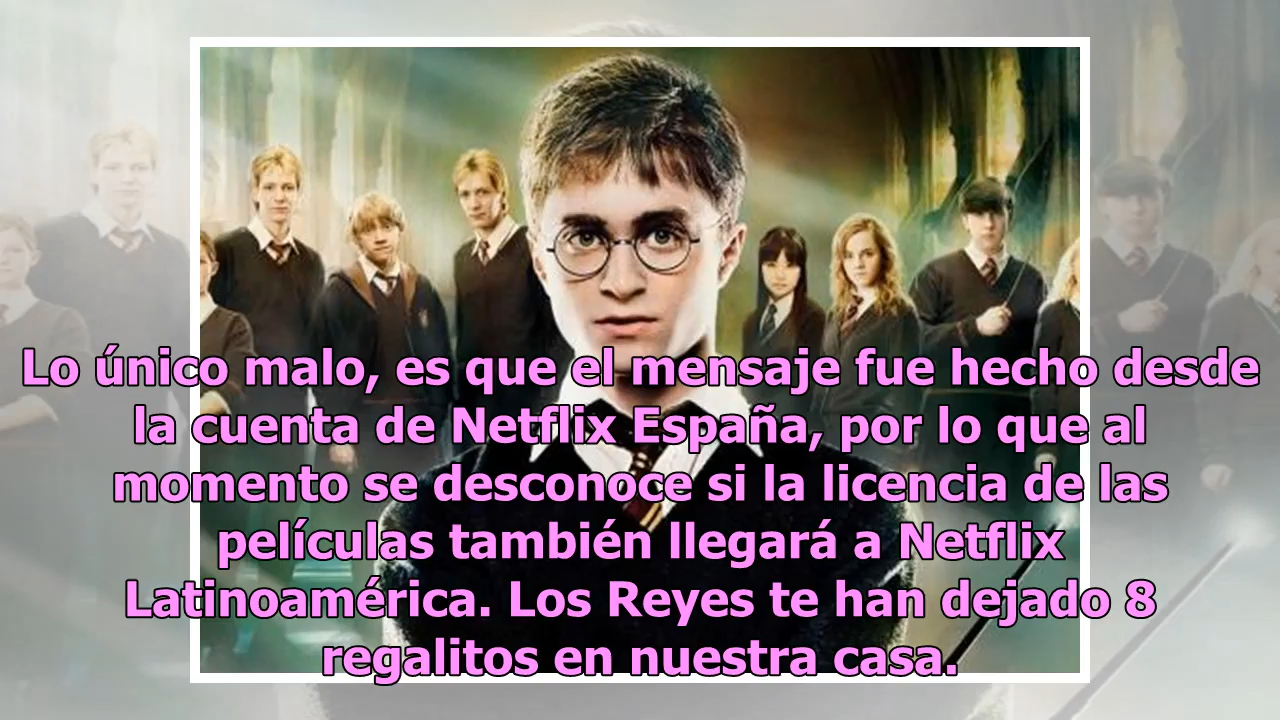 Lo único malo, es que el mensaje fue hecho desde
la cuenta de Netflix España, por lo que al
momento se desconoce si la licencia de las
películas también llegará a Netflix
Latinoamérica. Los Reyes te han dejado 8
regalitos en nuestra casa.